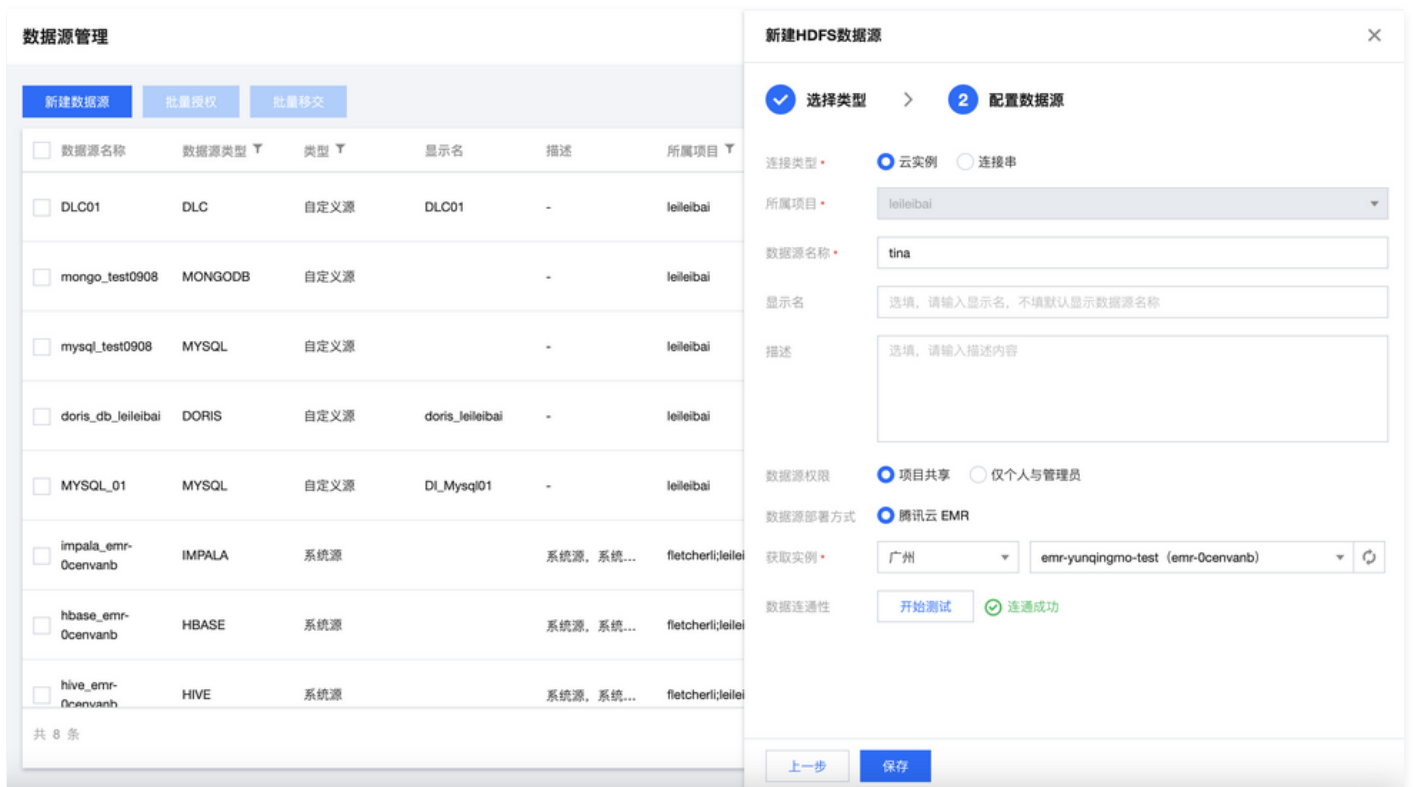 数据源管理
新建数据源 批量授权 批量移交
数据源名称 数据源类型 类型 显示名 描述 所属项目
DLC01 DLC 自定义源 DLC01 - leileibai
mongo_test0908 MONGODB 自定义源 - leileibai
mysql_test0908 MYSQL 自定义源 - leileibai
doris_db_leileibai DORIS 自定义源 doris_leileibai - leileibai
MYSQL_01 MYSQL 自定义源 DI_Mysql01 - leileibai
impala_emr-
0cenvanb IMPALA 系统源 系统源，系统... fletcherli;leilei
hbase_emr-
0cenvanb HBASE 系统源 系统源，系统... fletcherli;leilei
hive_emr-
0cenvanb HIVE 系统源 系统源，系统... fletcherli;leilei
共 8 条
新建HDFS数据源
选择类型 > 2 配置数据源
连接类型 • 云实例 连接串
所属项目 • leileibai
数据源名称 • tina
显示名 选填，请输入显示名，不填默认显示数据源名称
描述 选填，请输入描述内容
数据源权限 项目共享 仅个人与管理员
数据源部署方式 腾讯云 EMR
获取实例 • 广州 emr-yunqingmo-test（emr-0cenvanb）
数据连通性 开始测试 连通成功
上一步 保存